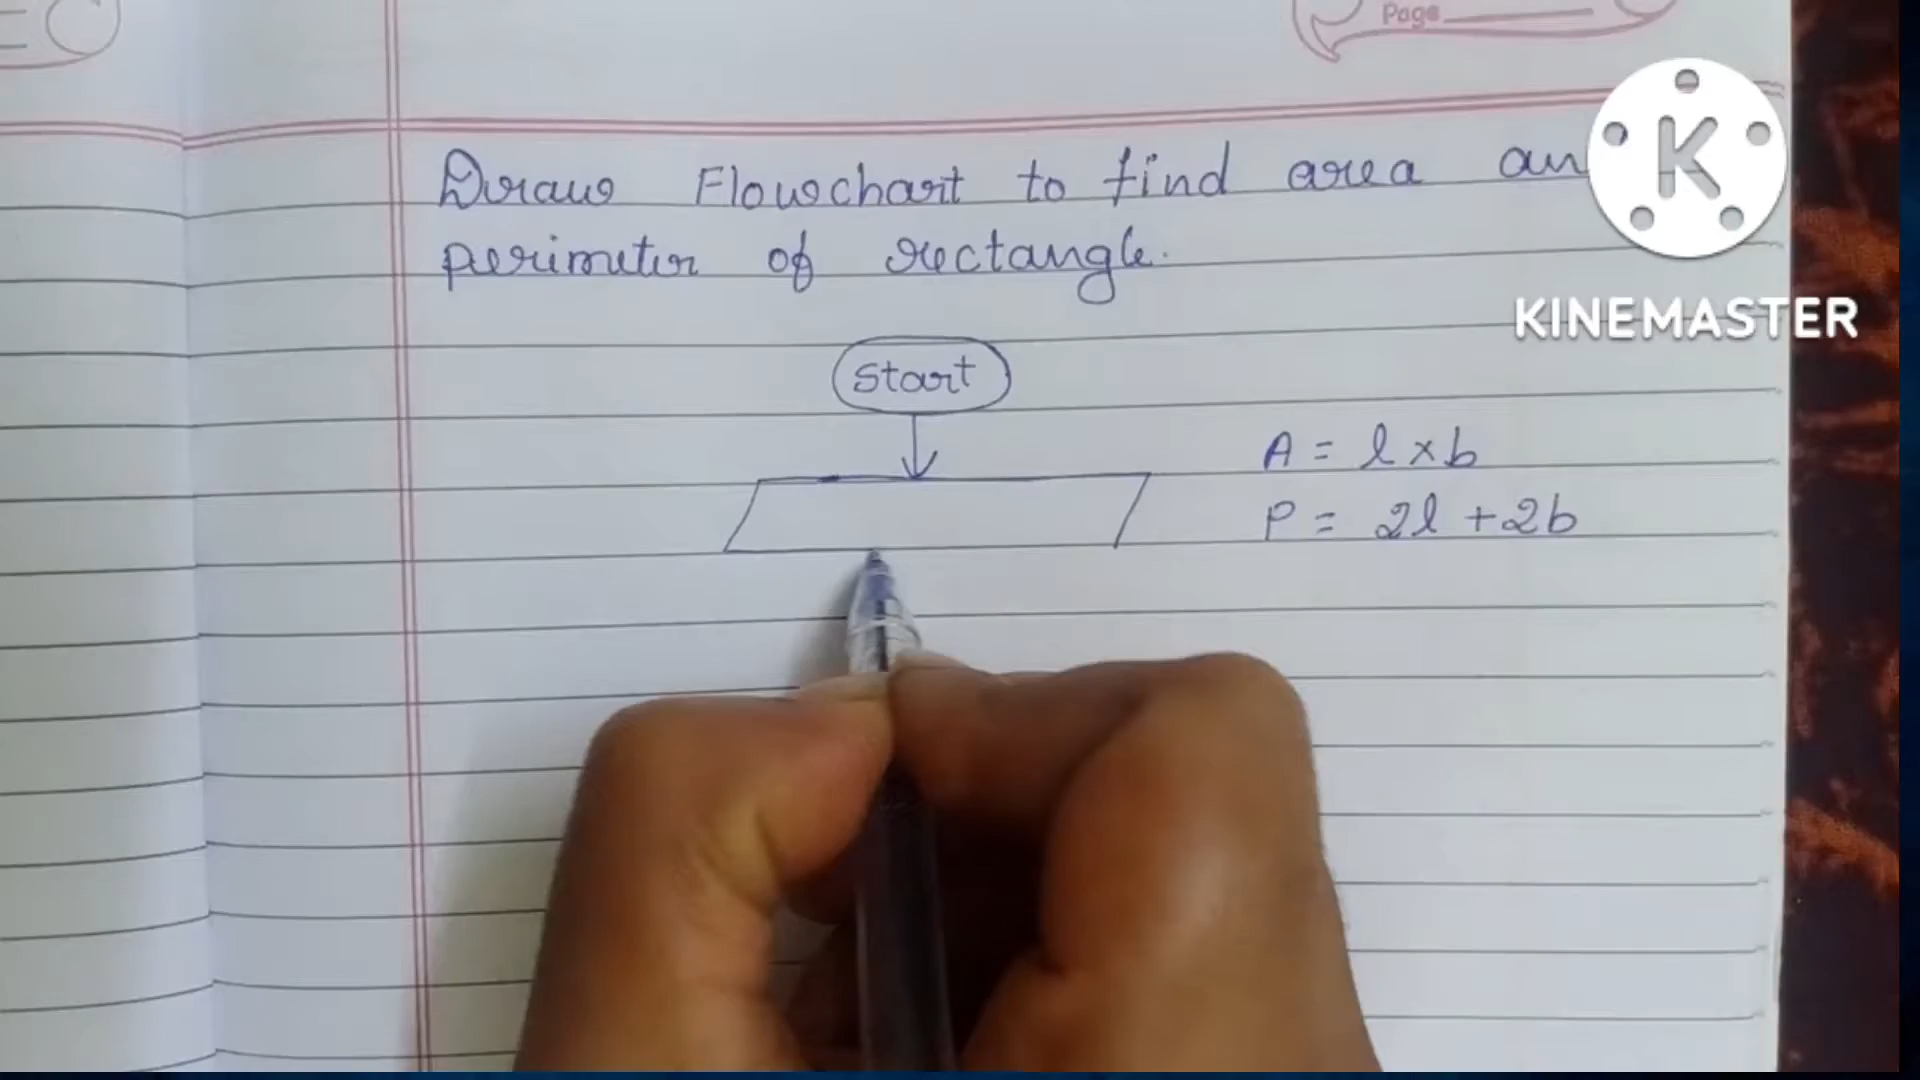 Page
Draw Flowchart to find area an
perimeter of rectangle.
Start
A = l x b
P = 2l + 2b
K
KINEMASTER